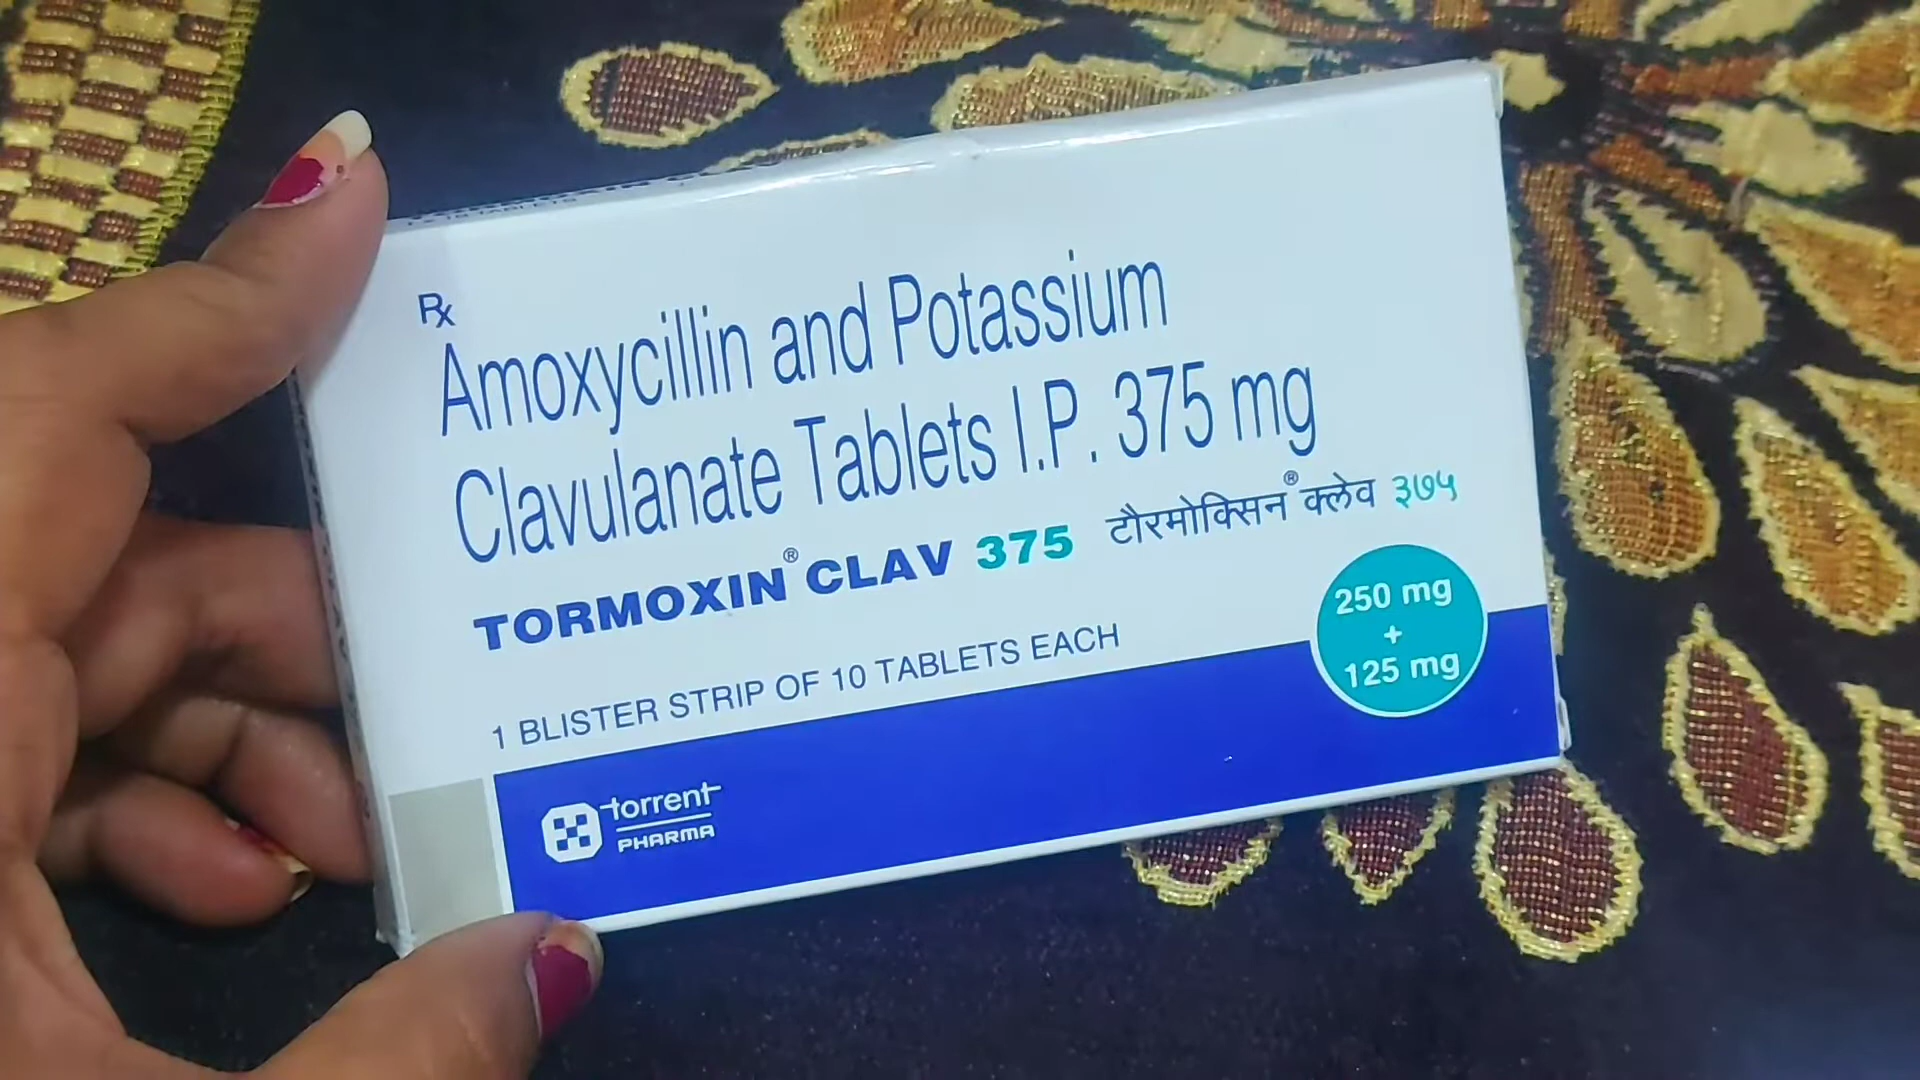 Rx
Amoxycillin and Potassium
Clavulanate Tablets I.P. 375 mg
TORMOXIN® CLAV 375 टौरमोक्सिन® क्लेव ३७५
1 BLISTER STRIP OF 10 TABLETS EACH
250 mg
+
125 mg
torrent
PHARMA